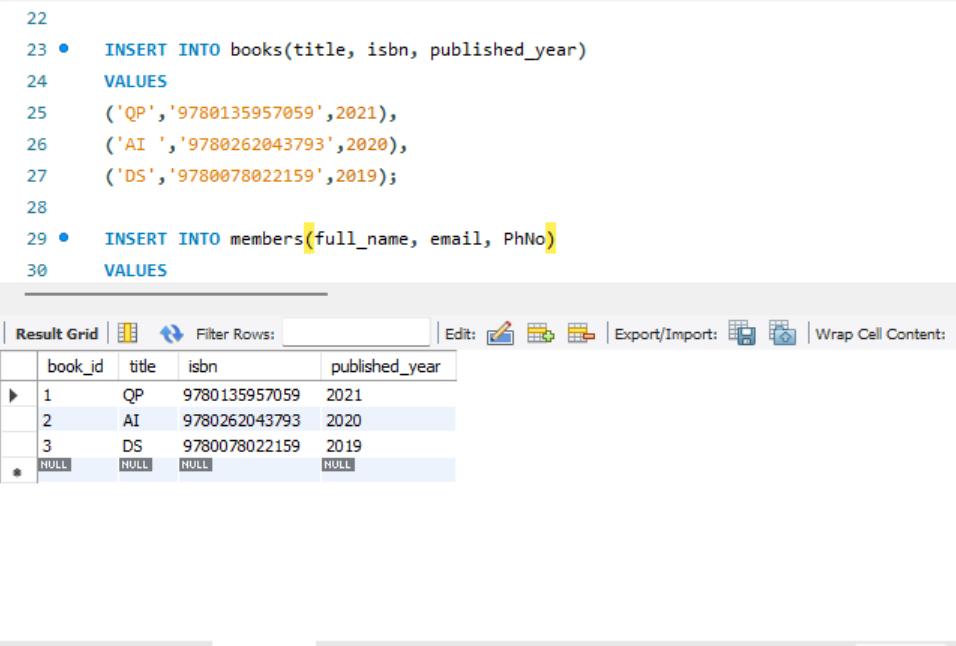 22
23 INSERT INTO books(title, isbn, published_year)
24 VALUES
25 ('QP','9780135957059',2021),
26 ('AI ','9780262043793',2020),
27 ('DS','9780078022159',2019);
28
29 INSERT INTO members(full_name, email, PhNo)
30 VALUES
Result Grid Filter Rows: Edit: Export/Import: Wrap Cell Content:
book_id title isbn published_year
1 QP 9780135957059 2021
2 AI 9780262043793 2020
3 DS 9780078022159 2019
NULL NULL NULL NULL